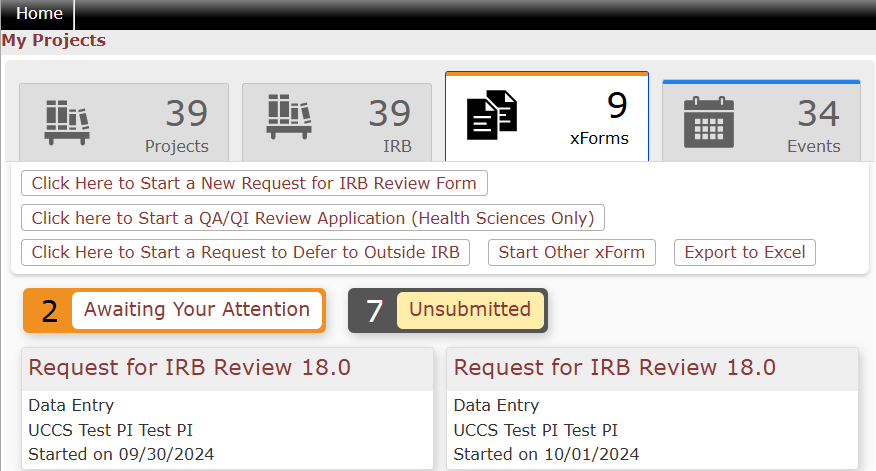 Home
My Projects
39
Projects
39
IRB
9
xForms
34
Events
Click Here to Start a New Request for IRB Review Form
Click here to Start a QA/QI Review Application (Health Sciences Only)
Click Here to Start a Request to Defer to Outside IRB
Start Other xForm
Export to Excel
2 Awaiting Your Attention
7 Unsubmitted
Request for IRB Review 18.0
Data Entry
UCCS Test PI Test PI
Started on 09/30/2024
Request for IRB Review 18.0
Data Entry
UCCS Test PI Test PI
Started on 10/01/2024